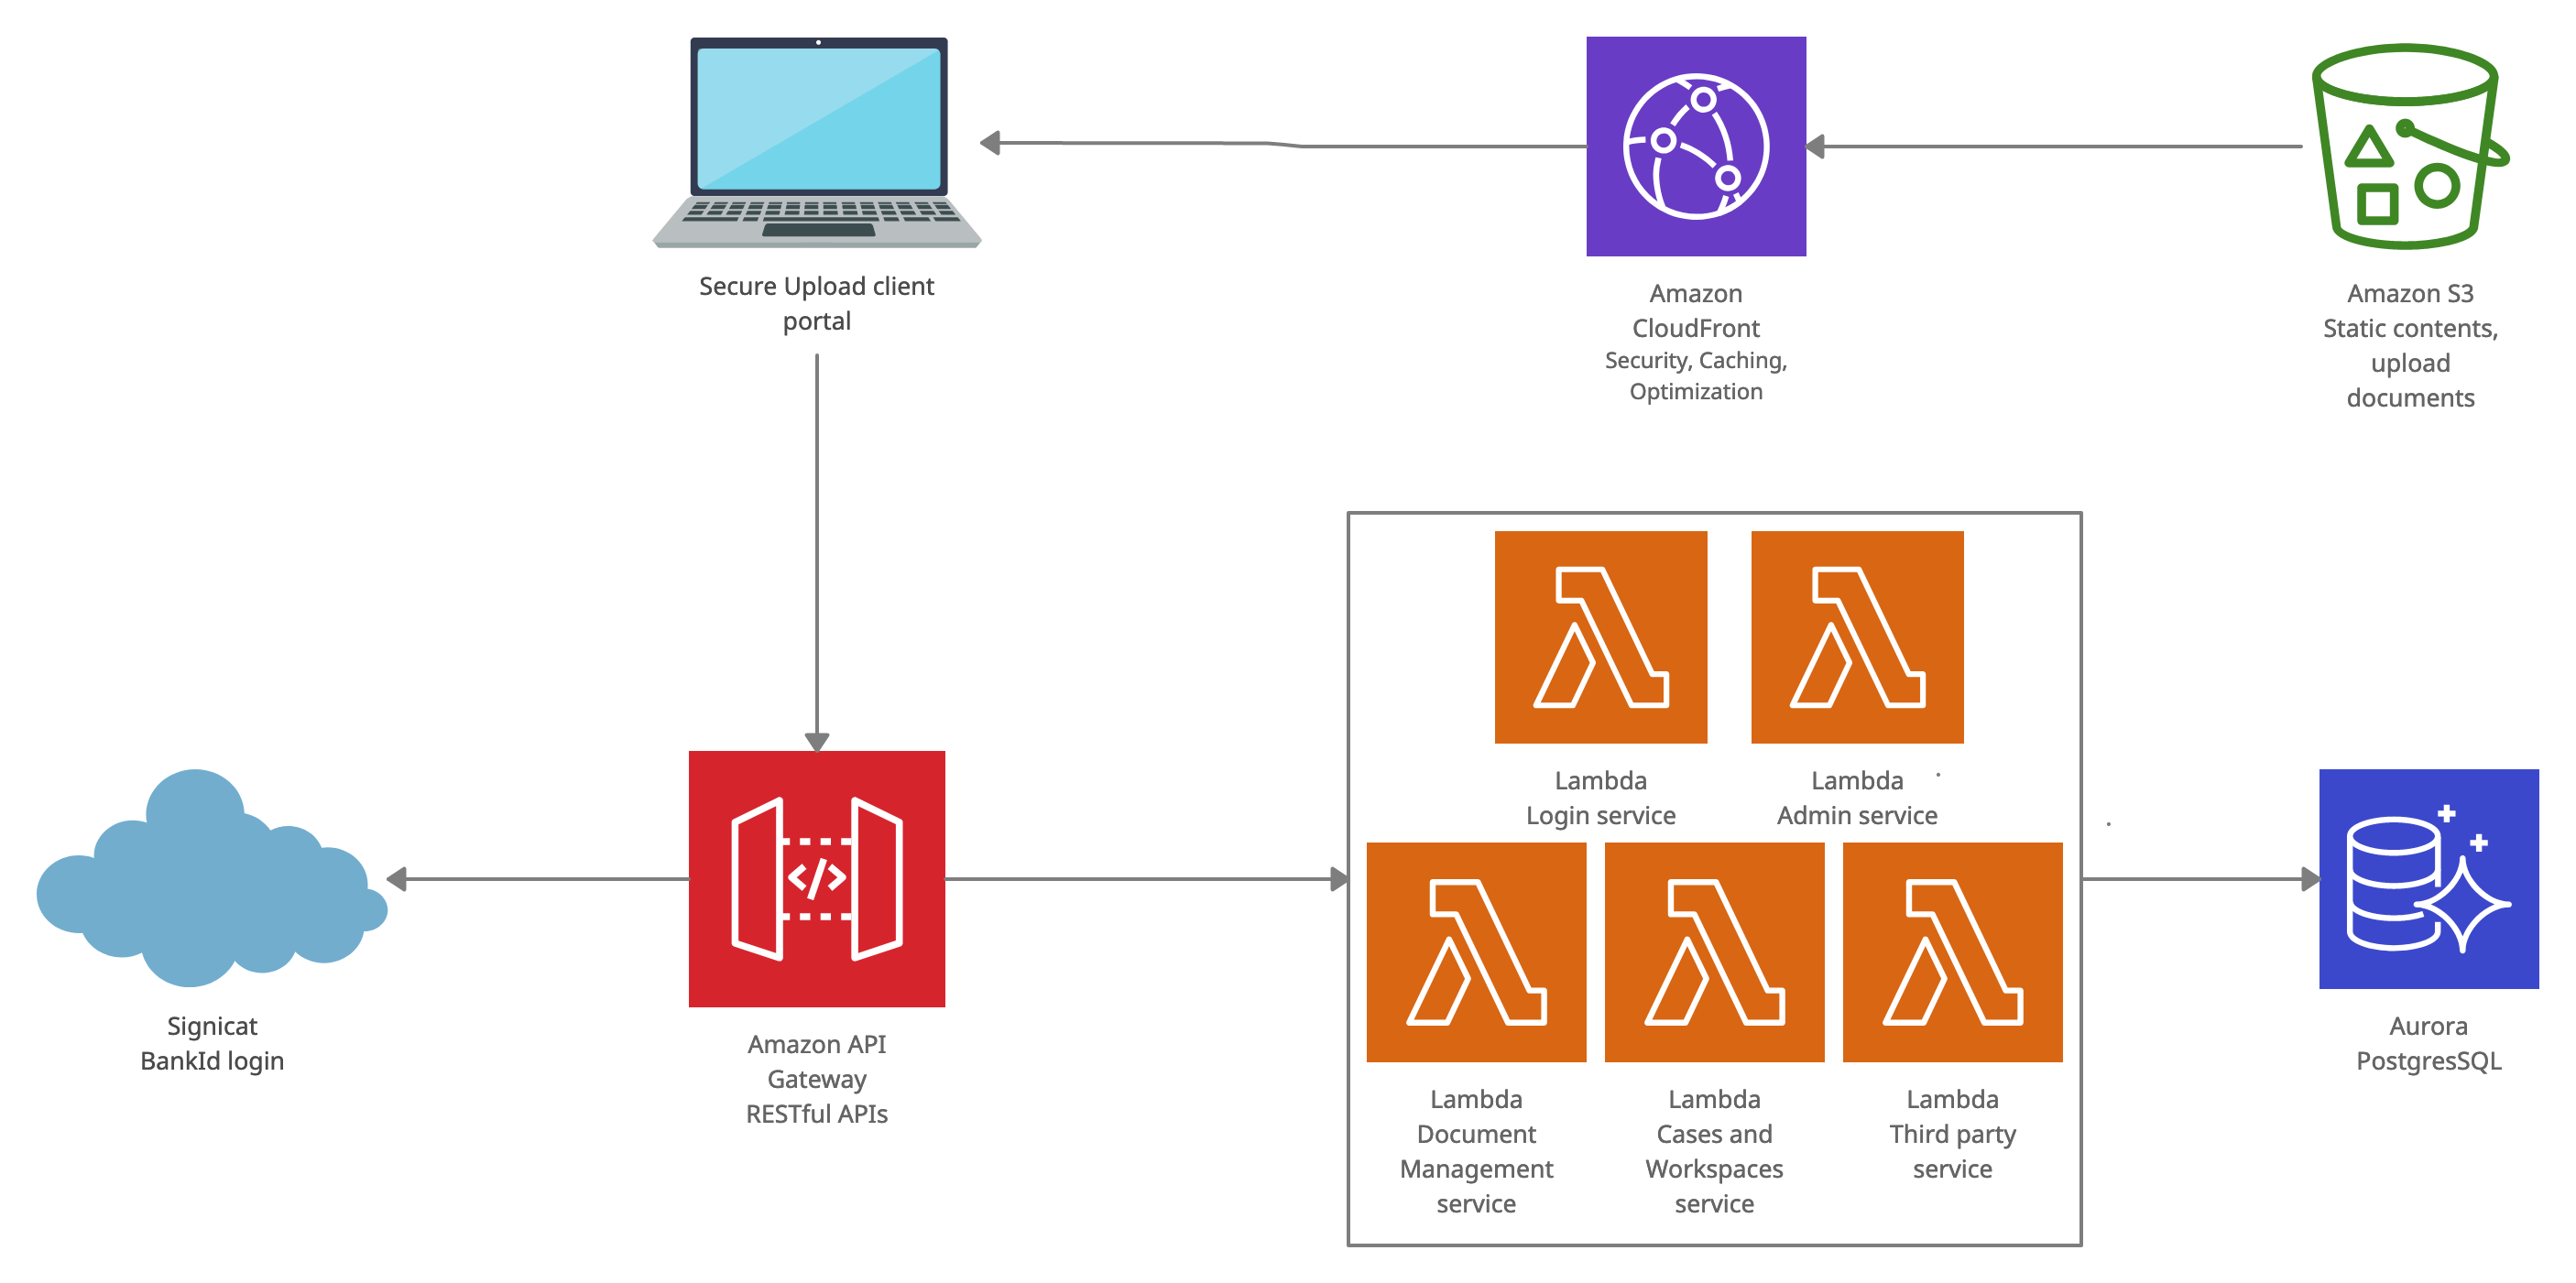 Secure Upload client
portal
Amazon
CloudFront
Security, Caching,
Optimization
Amazon S3
Static contents,
upload
documents
Signicat
BankId login
Amazon API
Gateway
RESTful APIs
Lambda
Login service
Lambda
Admin service
Lambda
Document
Management
service
Lambda
Cases and
Workspaces
service
Lambda
Third party
service
Aurora
PostgresSQL